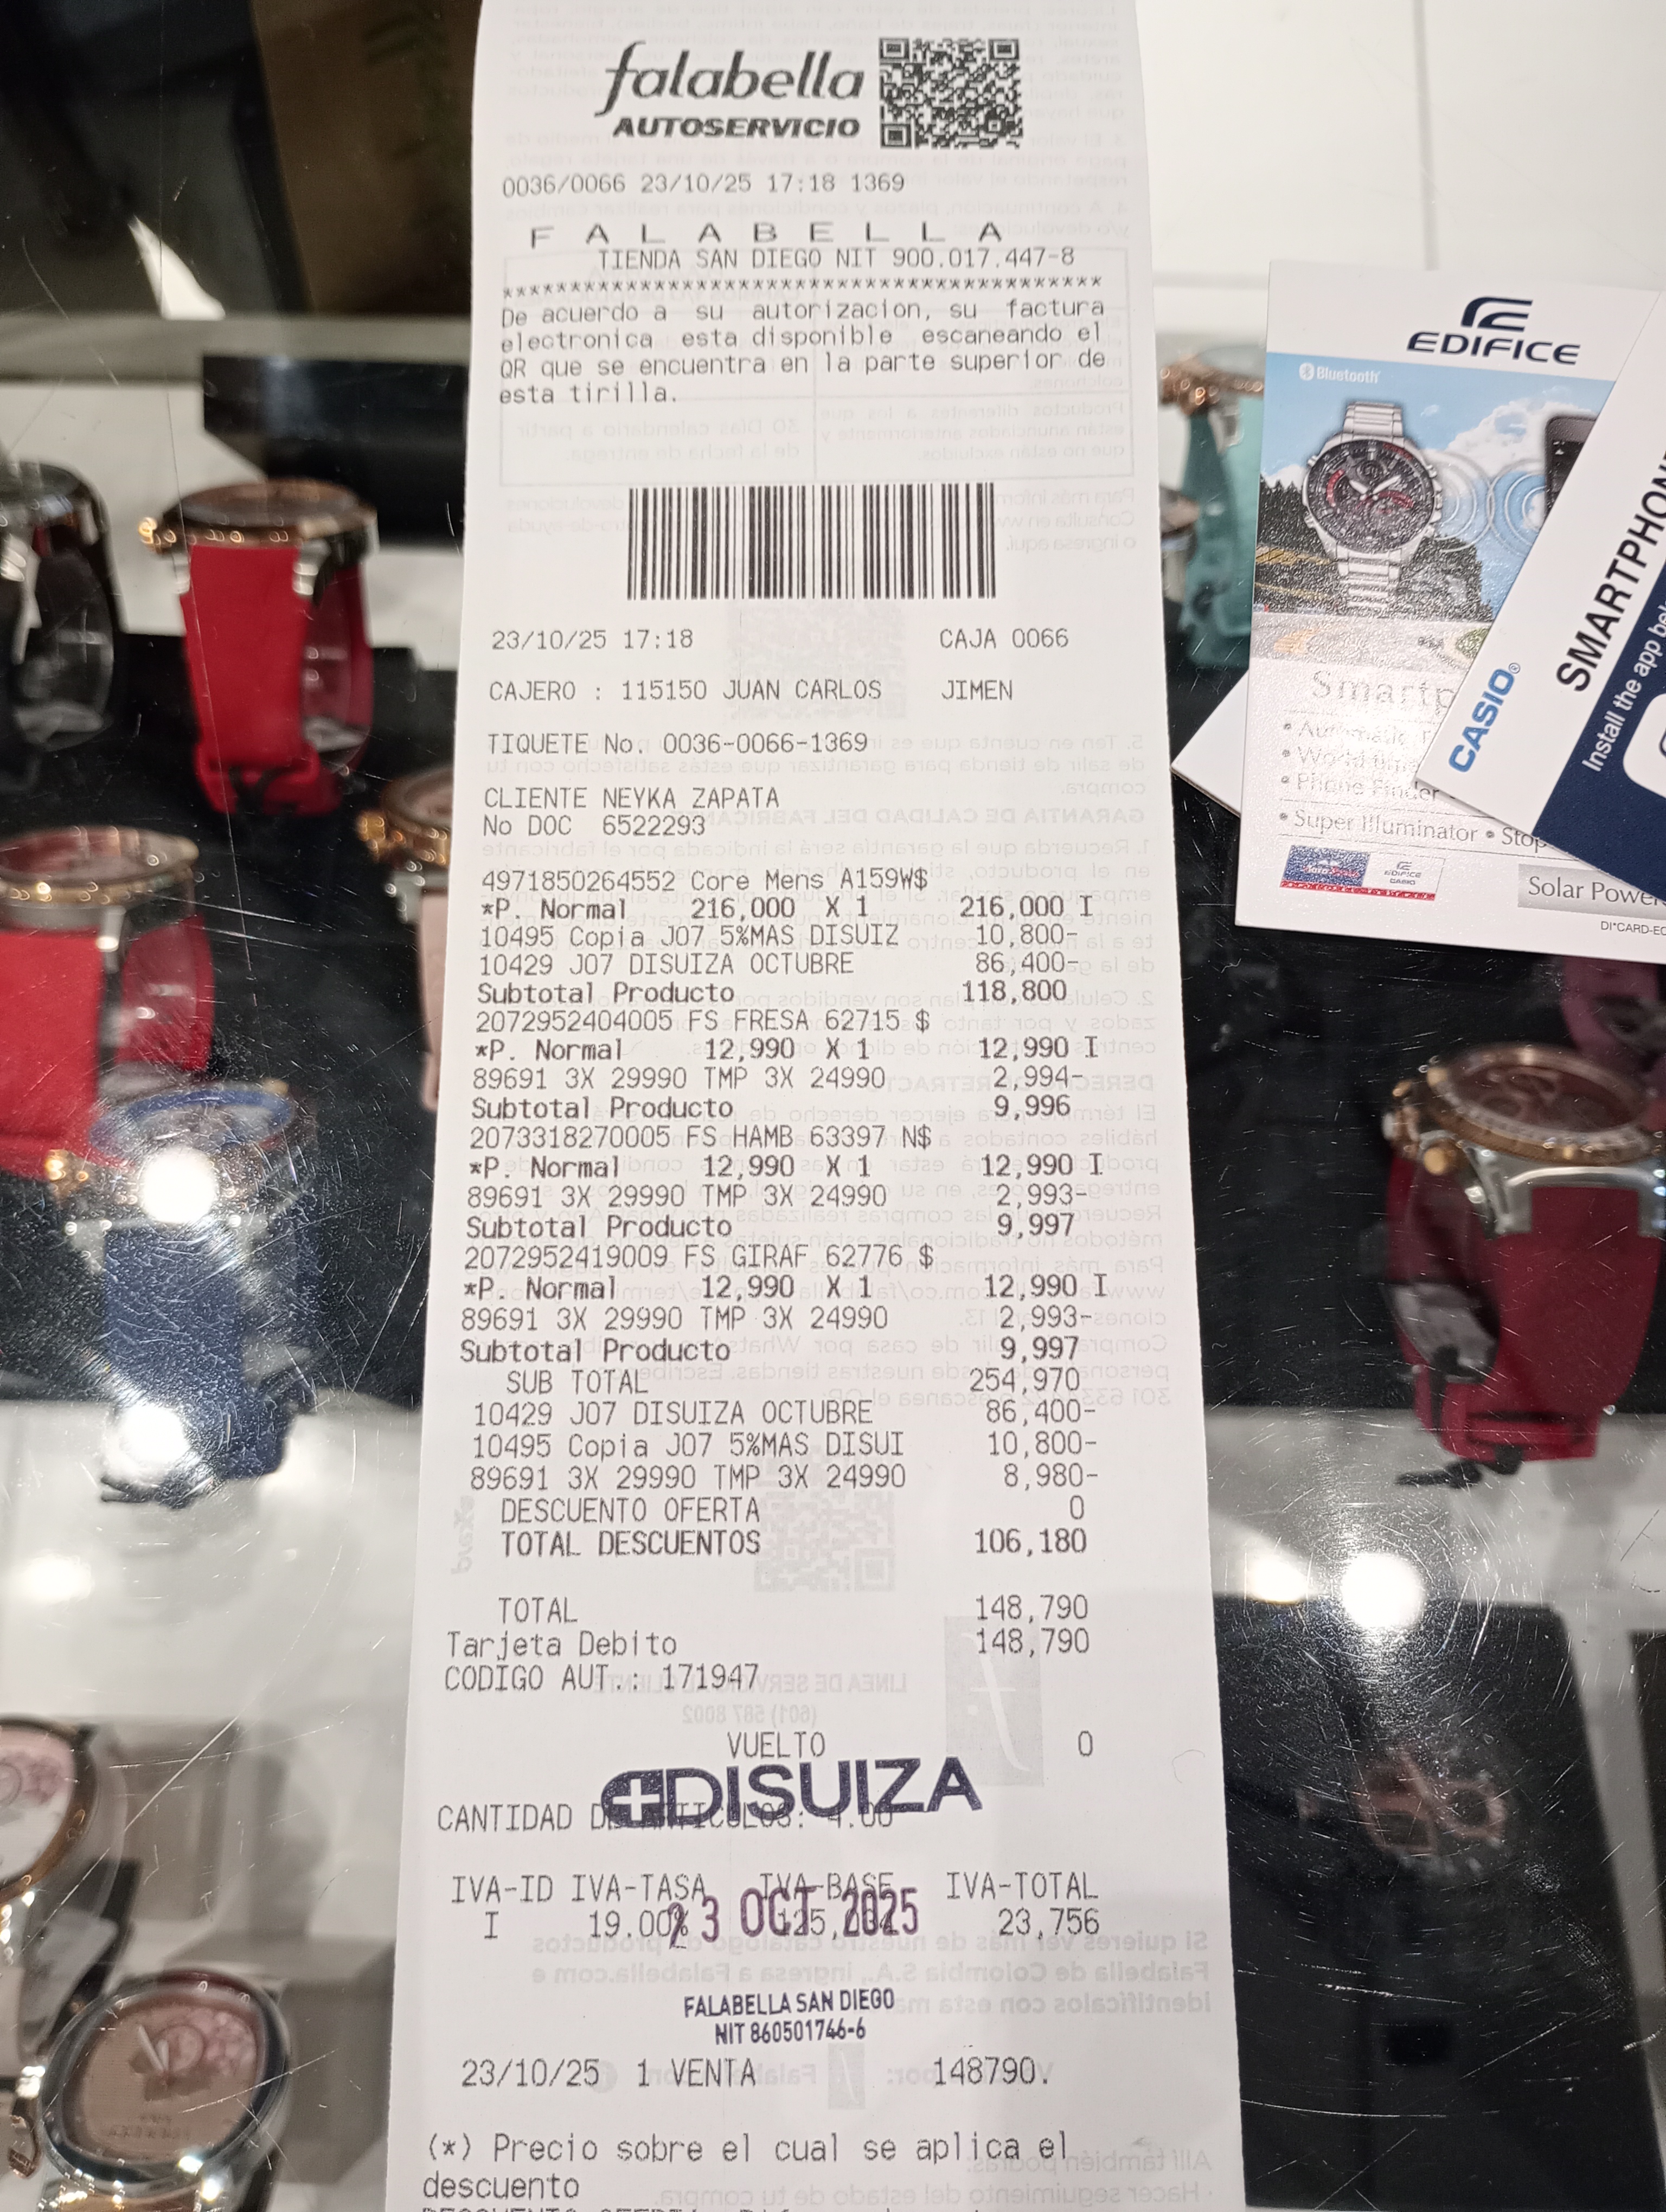 falabella
AUTOSERVICIO
0036/0066 23/10/25 17:18 1369
F A L A B E L L A
TIENDA SAN DIEGO NIT 900.017.447-8
*****************************************
De acuerdo a su autorizacion, su factura
electronica esta disponible escaneando el
QR que se encuentra en la parte superior de
esta tirilla.
23/10/25 17:18 CAJA 0066
CAJERO : 115150 JUAN CARLOS JIMEN
TIQUETE No. 0036-0066-1369
CLIENTE NEYKA ZAPATA
No DOC 6522293
4971850264552 Core Mens A159W$
*P. Normal 216,000 X 1 216,000 I
10495 Copia J07 5%MAS DISUIZ 10,800-
10429 J07 DISUIZA OCTUBRE 86,400-
Subtotal Producto 118,800
2072952404005 FS FRESA 62715 $
*P. Normal 12,990 X 1 12,990 I
89691 3X 29990 TMP 3X 24990 2,994-
Subtotal Producto 9,996
2073318270005 FS HAMB 63397 N$
*P. Normal 12,990 X 1 12,990 I
89691 3X 29990 TMP 3X 24990 2,993-
Subtotal Producto 9,997
2072952419009 FS GIRAF 62776 $
*P. Normal 12,990 X 1 12,990 I
89691 3X 29990 TMP 3X 24990 2,993-
Subtotal Producto 9,997
SUB TOTAL 254,970
10429 J07 DISUIZA OCTUBRE 86,400-
10495 Copia J07 5%MAS DISUI 10,800-
89691 3X 29990 TMP 3X 24990 8,980-
DESCUENTO OFERTA 0
TOTAL DESCUENTOS 106,180
TOTAL 148,790
Tarjeta Debito 148,790
CODIGO AUT.: 171947
VUELTO 0
DISUIZA
CANTIDAD
IVA-ID IVA-TASA IVA-BASE IVA-TOTAL
I 19.00% 23,756
23 OCT 2025
FALABELLA SAN DIEGO
NIT 860501746-6
23/10/25 1 VENTA 148790.
(*) Precio sobre el cual se aplica el
descuento
EDIFICE
Bluetooth
• Phone Finder
• Super Illuminator •
EDIFICE
CASIO
Solar
CASIO
SMARTPHONE
Install the app